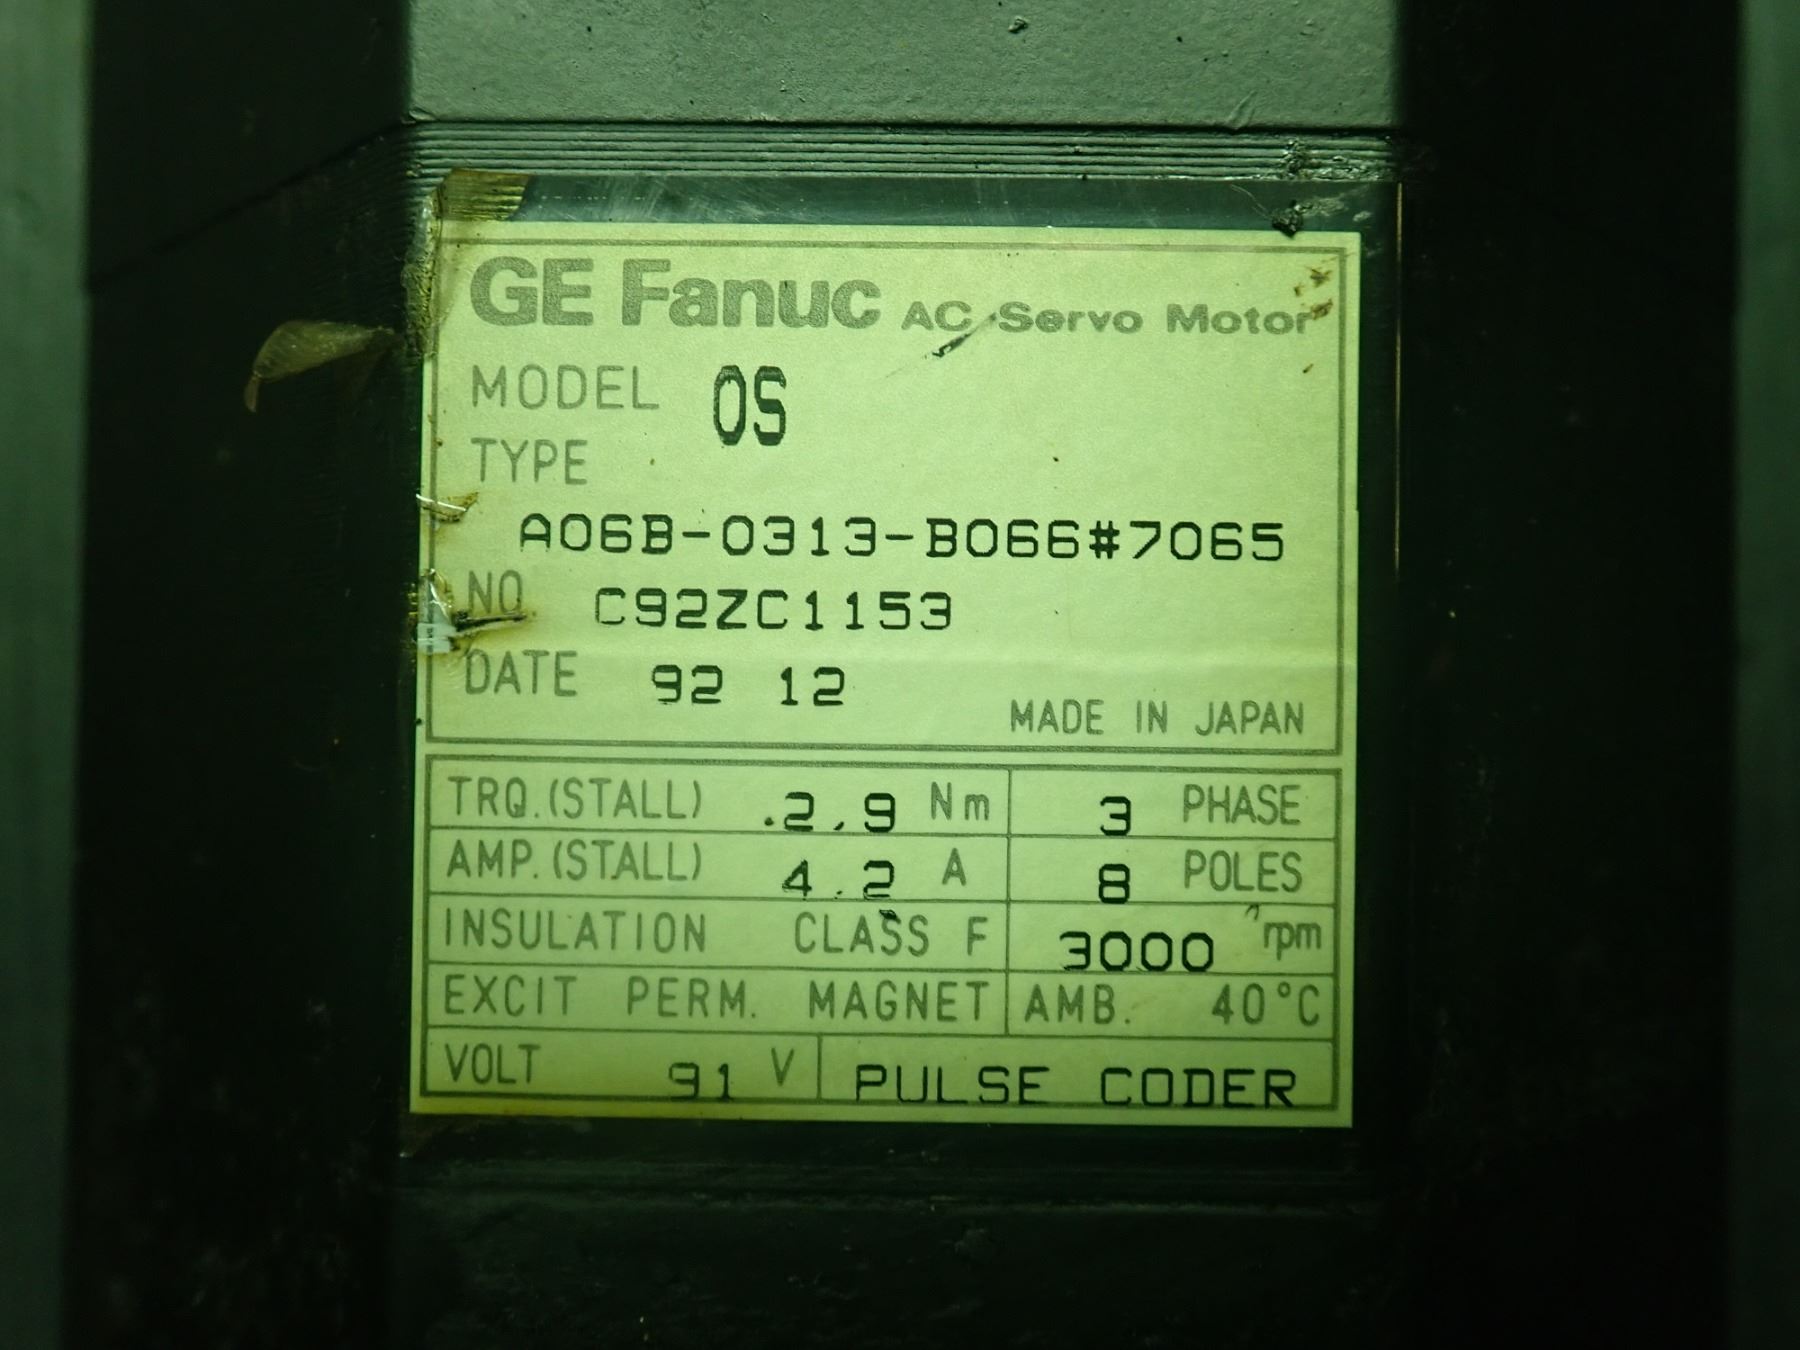 GE Fanuc AC Servo Motor
MODEL 0S
TYPE
A06B-0313-B066#7065
NO C92ZC1153
DATE 92 12
MADE IN JAPAN
TRQ.(STALL) 2.9 Nm 3 PHASE
AMP.(STALL) 4.2 A 8 POLES
INSULATION CLASS F 3000 rpm
EXCIT PERM. MAGNET AMB. 40°C
VOLT 91 V PULSE CODER